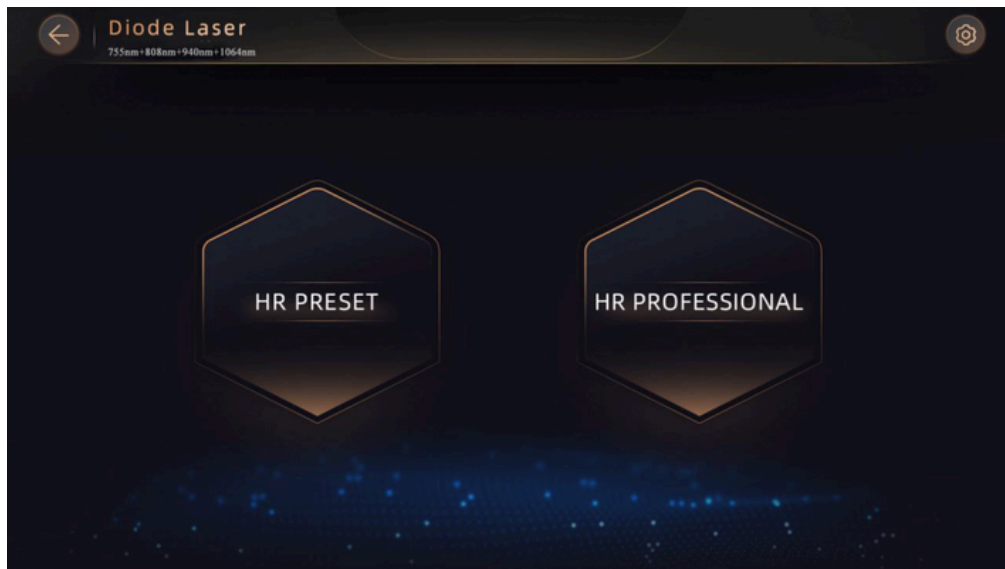 Diode Laser
755nm+808nm+940nm+1064nm
HR PRESET
HR PROFESSIONAL